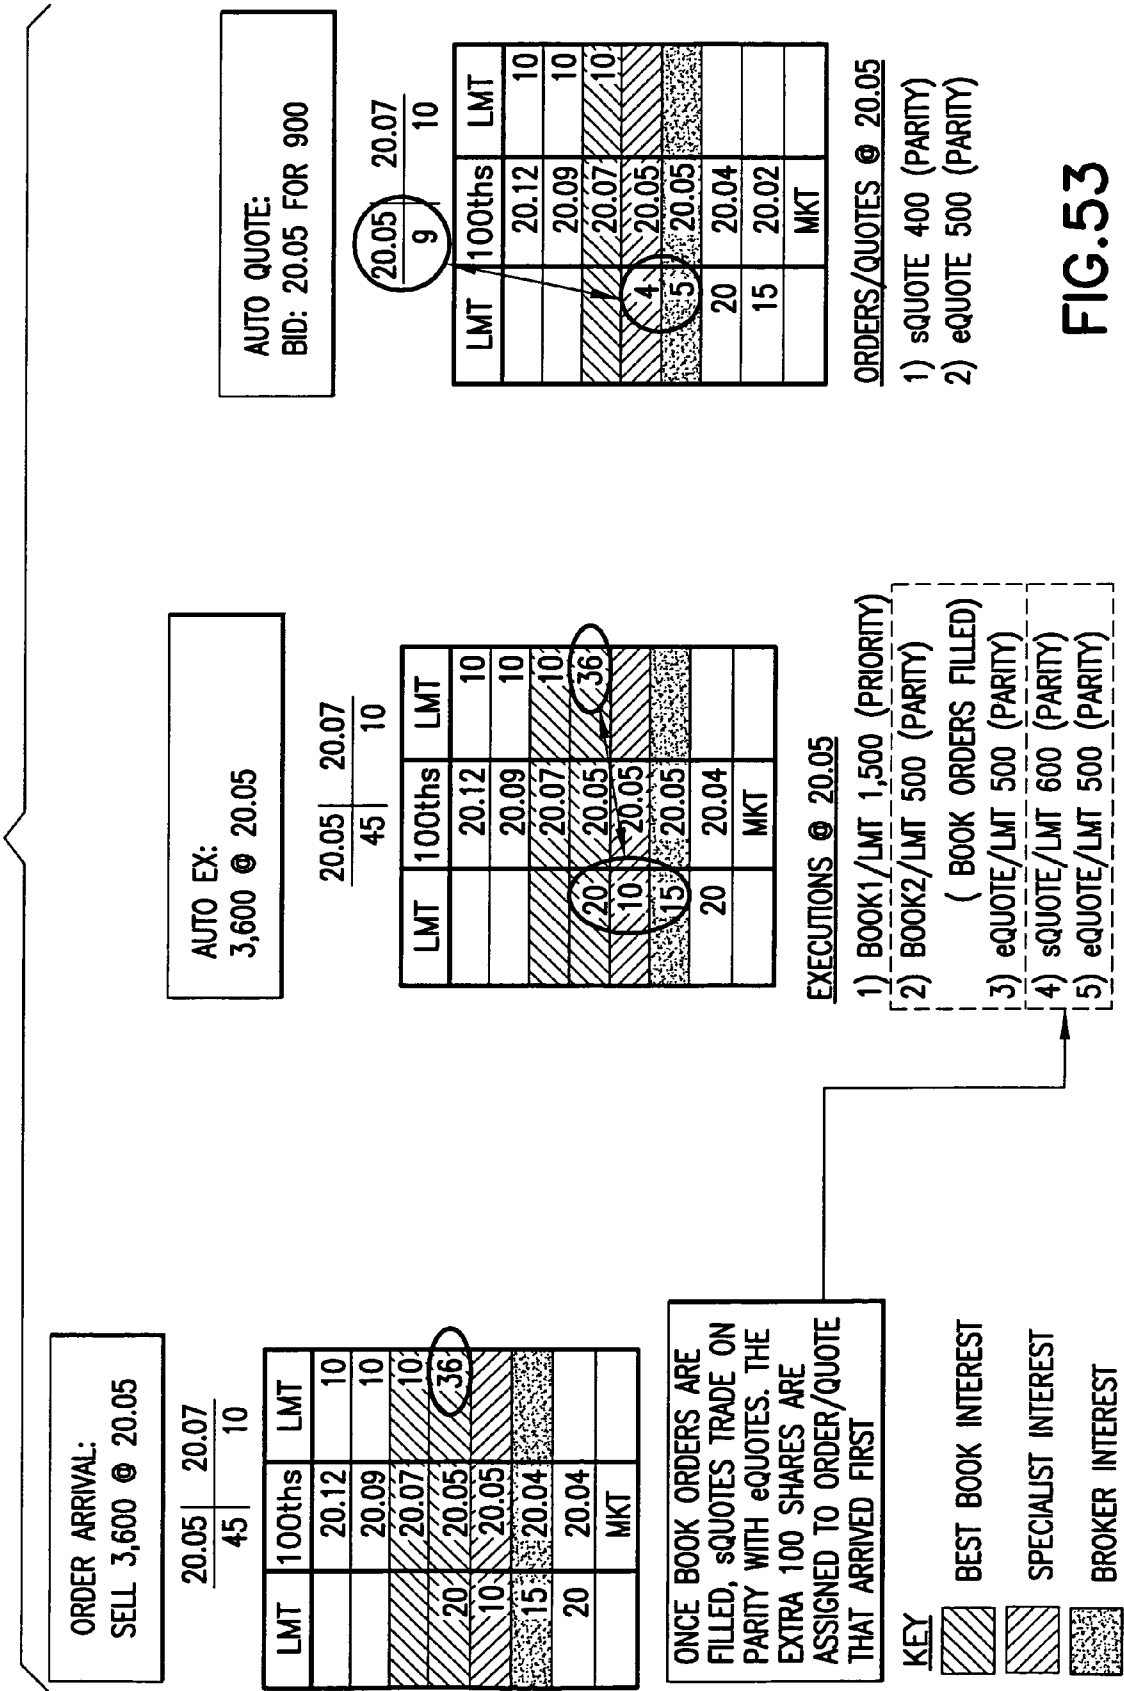 ORDER ARRIVAL:
SELL 3,600 @ 20.05
20.05 20.07
45 10
LMT 100ths LMT
20.12 10
20.09 10
20.07 10
20 20.05 36
10 20.05
15 20.04
20 20.04
MKT
ONCE BOOK ORDERS ARE
FILLED, sQUOTES TRADE ON
PARITY WITH eQUOTES. THE
EXTRA 100 SHARES ARE
ASSIGNED TO ORDER/QUOTE
THAT ARRIVED FIRST
KEY
BEST BOOK INTEREST
SPECIALIST INTEREST
BROKER INTEREST
AUTO EX:
3,600 @ 20.05
20.05 20.07
45 10
LMT 100ths LMT
20.12 10
20.09 10
20.07 10
20 20.05 36
10 20.05
15 20.05
20 20.04
MKT
EXECUTIONS @ 20.05
1) BOOK1/LMT 1,500 (PRIORITY)
2) BOOK2/LMT 500 (PARITY)
( BOOK ORDERS FILLED)
3) eQUOTE/LMT 500 (PARITY)
4) sQUOTE/LMT 600 (PARITY)
5) eQUOTE/LMT 500 (PARITY)
AUTO QUOTE:
BID: 20.05 FOR 900
20.05 20.07
9 10
LMT 100ths LMT
20.12 10
20.09 10
20.07 10
4 20.05
5 20.05
20 20.04
15 20.02
MKT
ORDERS/QUOTES @ 20.05
1) sQUOTE 400 (PARITY)
2) eQUOTE 500 (PARITY)
FIG.53